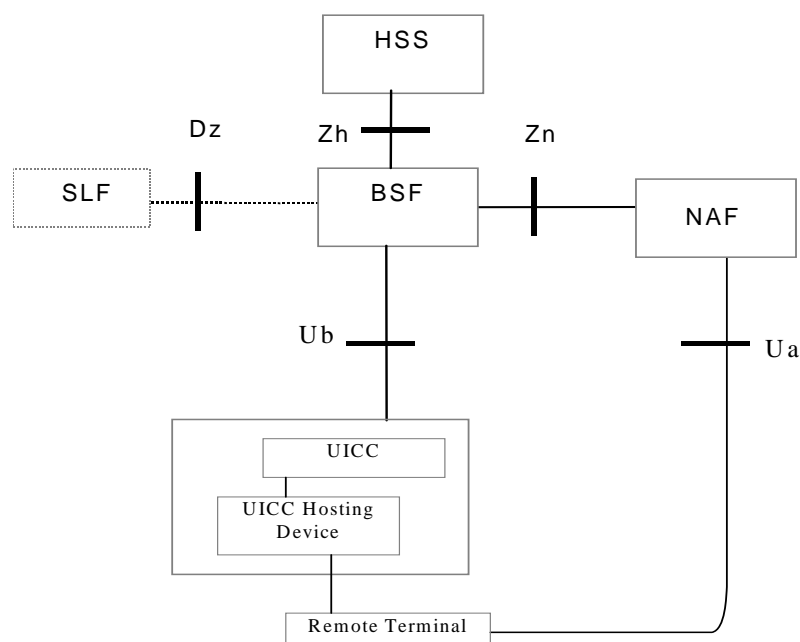 HSS
Dz
Zh
Zn
SLF
BSF
NAF
Ub
Ua
UICC
UICC Hosting
Device
Remote Terminal